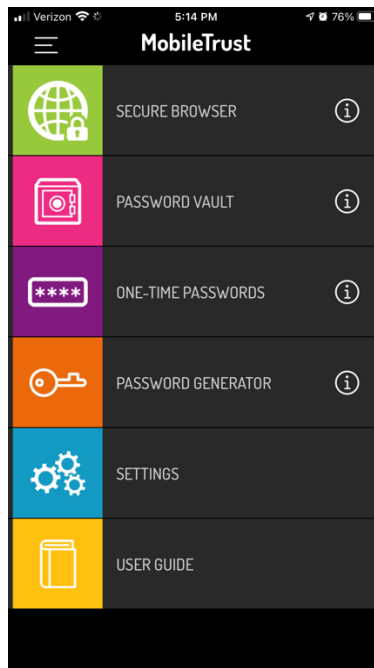 Verizon 5:14 PM 76%
MobileTrust
SECURE BROWSER
PASSWORD VAULT
****
ONE-TIME PASSWORDS
PASSWORD GENERATOR
SETTINGS
USER GUIDE